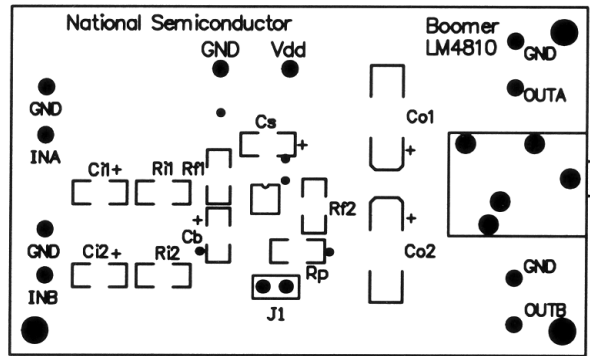 National Semiconductor
Boomer
LM4810
GND
Vdd
GND
OUTA
GND
INA
Cs
+
Co1
+
Ci1+
Ri1
Rf1
Rf2
+
Cb
+
Co2
GND
Ci2+
Ri2
Rp
GND
INB
J1
OUTB